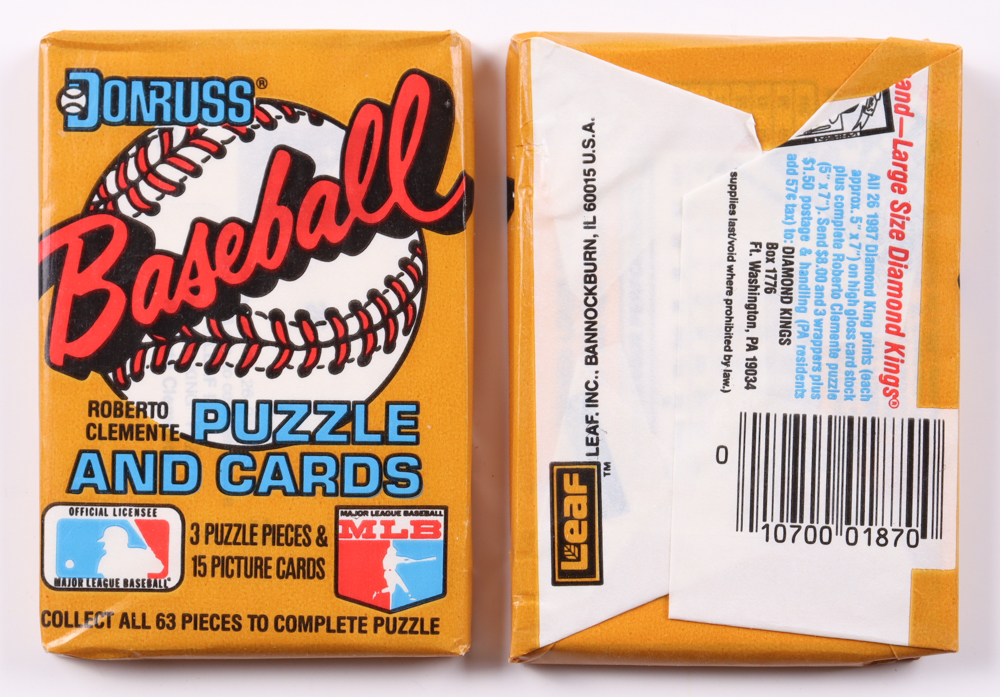 DONRUSS®
Baseball
ROBERTO
CLEMENTE
PUZZLE
AND CARDS
OFFICIAL LICENSEE
MAJOR LEAGUE BASEBALL
3 PUZZLE PIECES &
15 PICTURE CARDS
MAJOR LEAGUE BASEBALL
MLB
COLLECT ALL 63 PIECES TO COMPLETE PUZZLE
Leaf
TM
LEAF, INC., BANNOCKBURN, IL 60015 U.S.A.
and—Large Size Diamond Kings®
All 26 1987 Diamond King prints (each
approx. 5" x 7") on high gloss card stock
plus complete Roberto Clemente puzzle
(5" x 7"). Send $8.00 and 3 wrappers plus
$1.50 postage & handling (PA residents
add 57¢ tax) to: DIAMOND KINGS
Box 1776
Ft. Washington, PA 19034
supplies last/void where prohibited by law.)
0
10700 01870